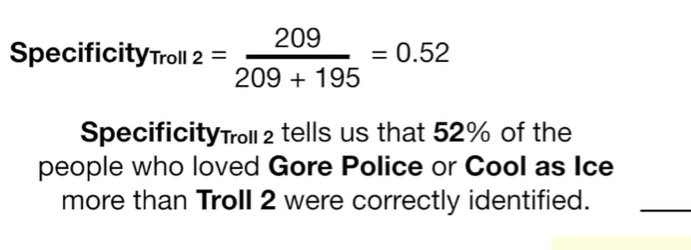 SpecificityTroll 2 = 209 / 209 + 195 = 0.52
SpecificityTroll 2 tells us that 52% of the
people who loved Gore Police or Cool as Ice
more than Troll 2 were correctly identified.